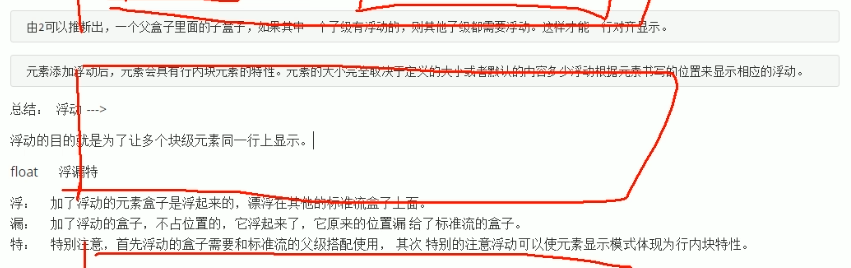 由2可以推断出，一个父盒子里面的子盒子，如果其中一个子级有浮动的，则其他子级都需要浮动。这样才能一行对齐显示。
元素添加浮动后，元素会具有行内块元素的特性。元素的大小完全取决于定义的大小或者默认的内容多少浮动根据元素书写的位置来显示相应的浮动。
总结： 浮动 --->
浮动的目的就是为了让多个块级元素同一行上显示。
float 浮漏特
浮： 加了浮动的元素盒子是浮起来的，漂浮在其他的标准流盒子上面。
漏： 加了浮动的盒子，不占位置的，它浮起来了，它原来的位置漏 给了标准流的盒子。
特： 特别注意，首先浮动的盒子需要和标准流的父级搭配使用， 其次 特别的注意浮动可以使元素显示模式体现为行内块特性。